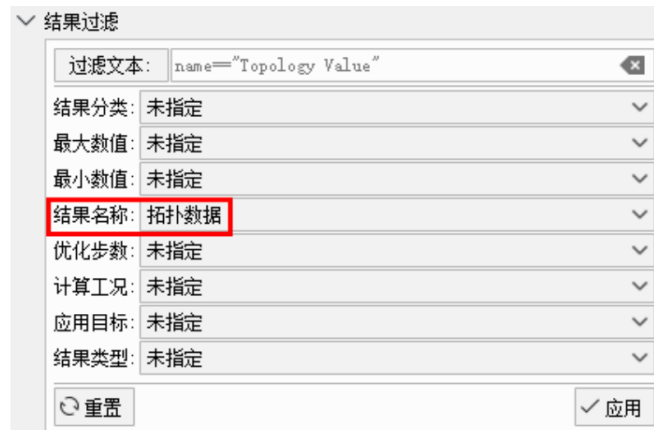 结果过滤
过滤文本: name=="Topology Value"
结果分类: 未指定
最大数值: 未指定
最小数值: 未指定
结果名称: 拓扑数据
优化步数: 未指定
计算工况: 未指定
应用目标: 未指定
结果类型: 未指定
重置 应用